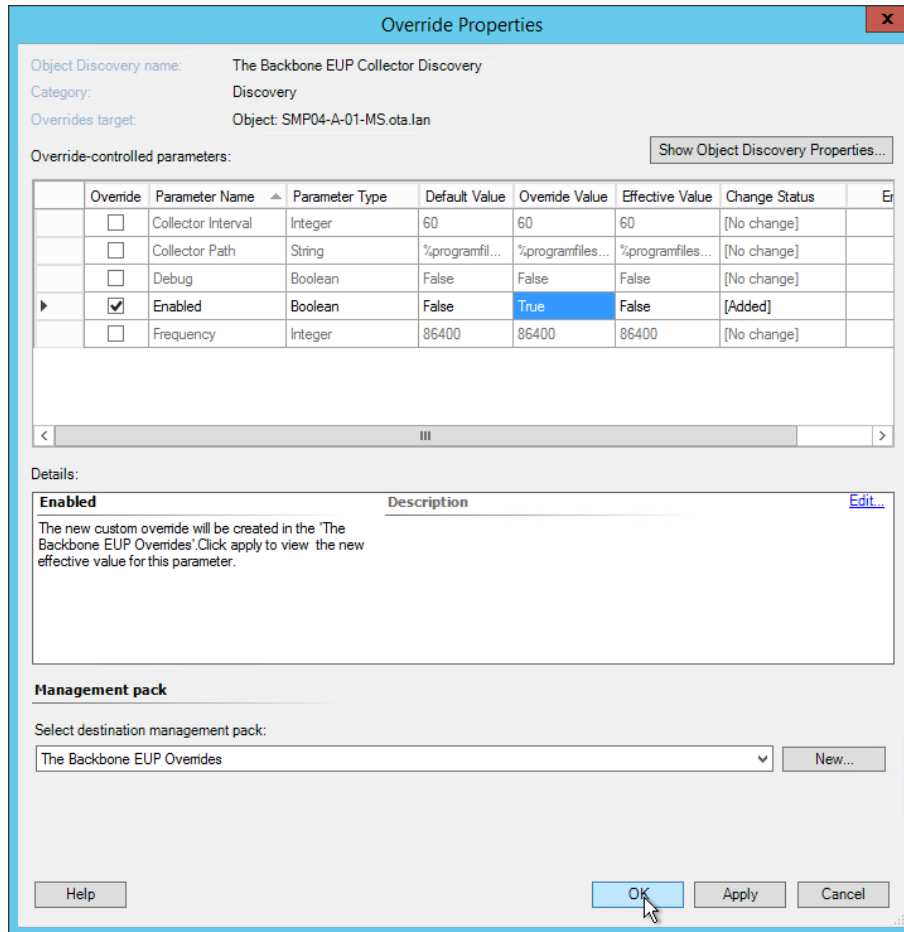 Override Properties
x
Object Discovery name: The Backbone EUP Collector Discovery
Category: Discovery
Overrides target: Object: SMP04-A-01-MS.ota.lan
Override-controlled parameters:
Show Object Discovery Properties...
Override Parameter Name Parameter Type Default Value Override Value Effective Value Change Status Er
Collector Interval Integer 60 60 60 [No change]
Collector Path String %programfil... %programfiles... %programfiles... [No change]
Debug Boolean False False False [No change]
Enabled Boolean False True False [Added]
Frequency Integer 86400 86400 86400 [No change]
Details:
Enabled Description Edit...
The new custom override will be created in the 'The
Backbone EUP Overrides'.Click apply to view the new
effective value for this parameter.
Management pack
Select destination management pack:
The Backbone EUP Overrides New...
Help OK Apply Cancel